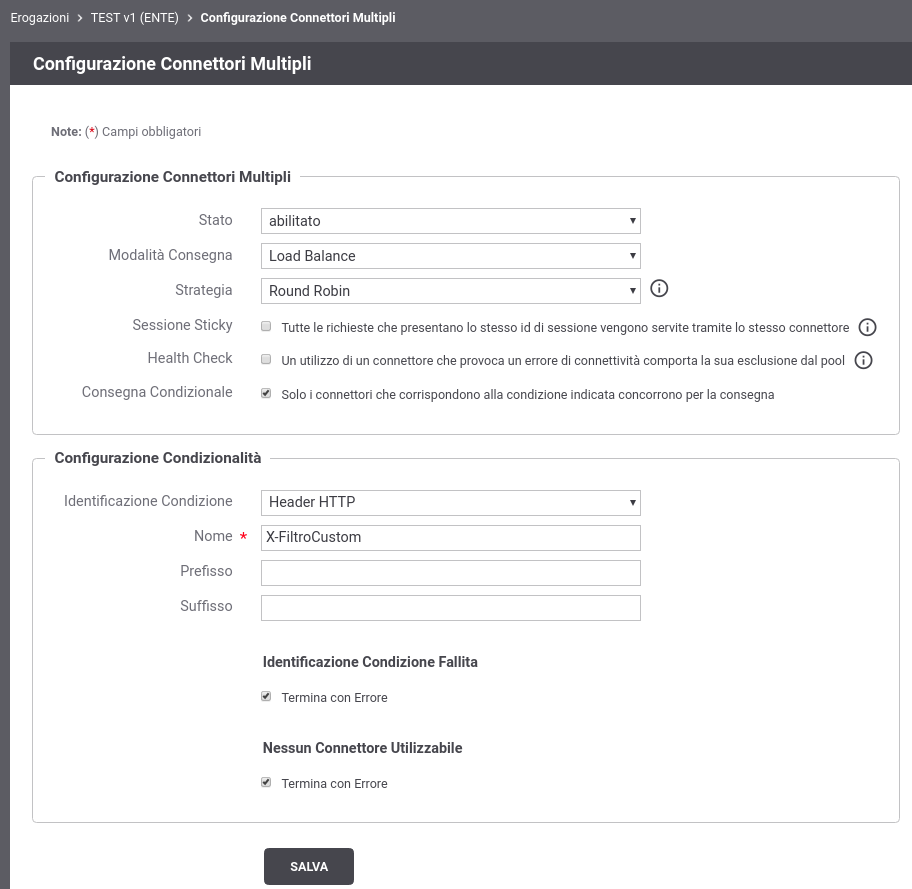 Erogazioni > TEST v1 (ENTE) > Configurazione Connettori Multipli
Configurazione Connettori Multipli
Note: (*) Campi obbligatori
Configurazione Connettori Multipli
Stato abilitato
Modalità Consegna Load Balance
Strategia Round Robin
Sessione Sticky Tutte le richieste che presentano lo stesso id di sessione vengono servite tramite lo stesso connettore
Health Check Un utilizzo di un connettore che provoca un errore di connettività comporta la sua esclusione dal pool
Consegna Condizionale Solo i connettori che corrispondono alla condizione indicata concorrono per la consegna
Configurazione Condizionalità
Identificazione Condizione Header HTTP
Nome * X-FiltroCustom
Prefisso
Suffisso
Identificazione Condizione Fallita
Termina con Errore
Nessun Connettore Utilizzabile
Termina con Errore
SALVA